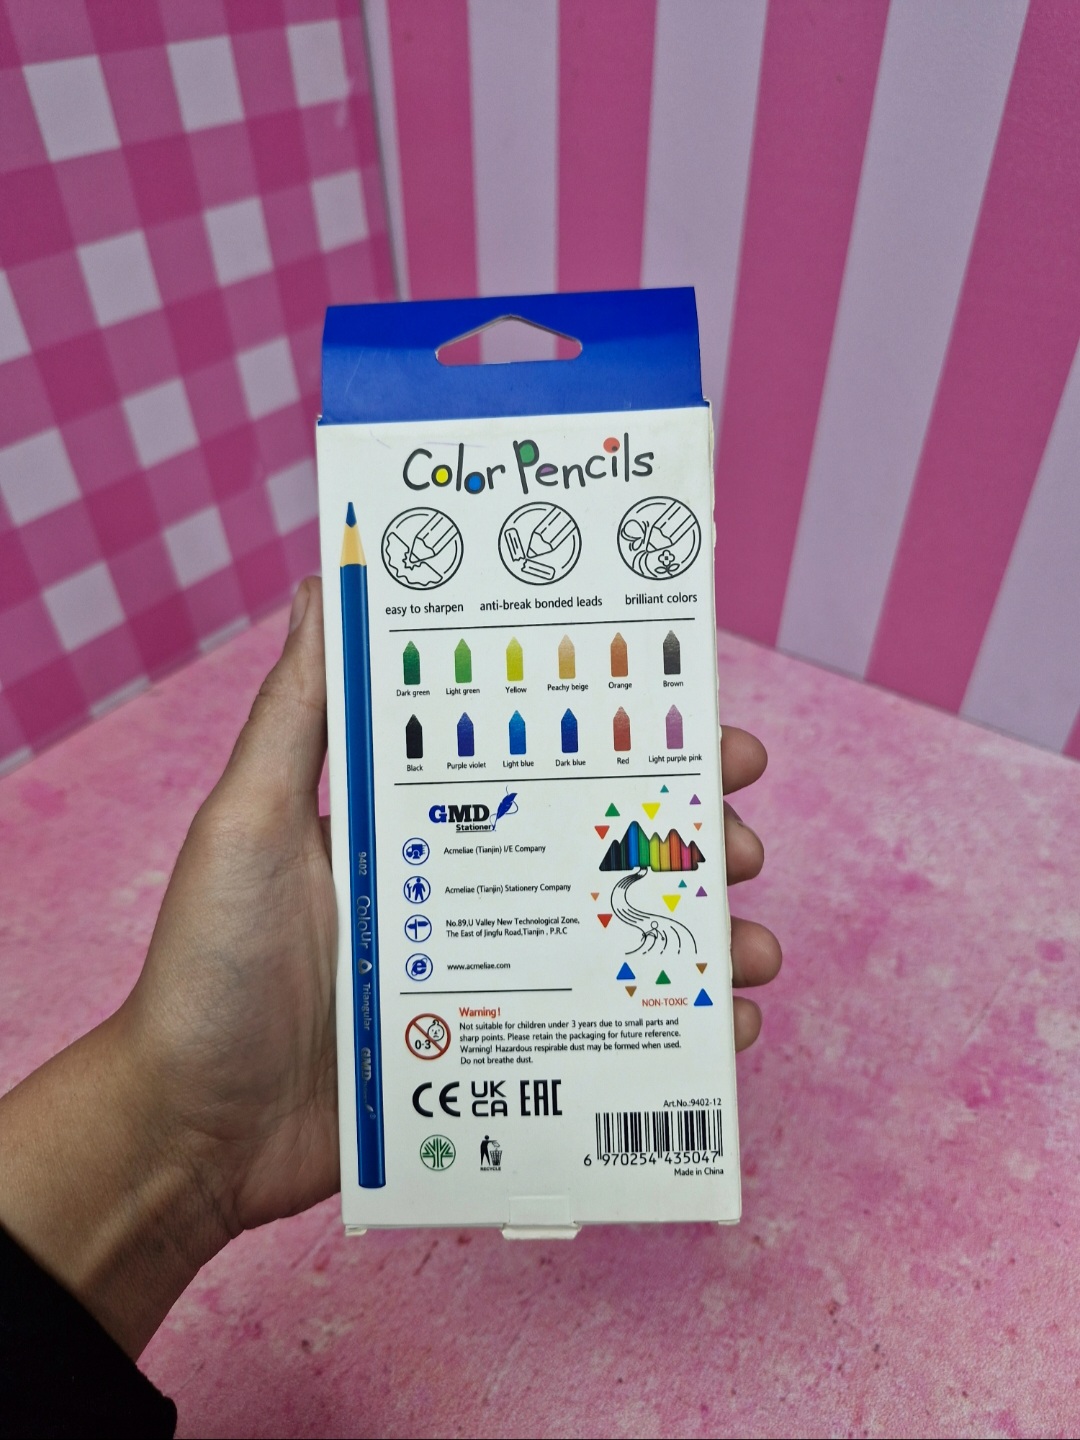 Color Pencils
easy to sharpen
anti-break bonded leads
brilliant colors
Dark green
Light green
Yellow
Peachy beige
Orange
Brown
Black
Purple violet
Light blue
Dark blue
Red
Light purple pink
GMD
Stationery
Acmeliae (Tianjin) I/E Company
Acmeliae (Tianjin) Stationery Company
No.89,U Valley New Technological Zone,
The East of Jingfu Road,Tianjin , P.R.C
www.acmeliae.com
NON-TOXIC
9402 Colour Triangular GMD
Warning!
0-3
Not suitable for children under 3 years due to small parts and
sharp points. Please retain the packaging for future reference.
Warning! Hazardous respirable dust may be formed when used.
Do not breathe dust.
CE UK CA EAC
RECYCLE
Art.No.:9402-12
6 970254 435047
Made in China